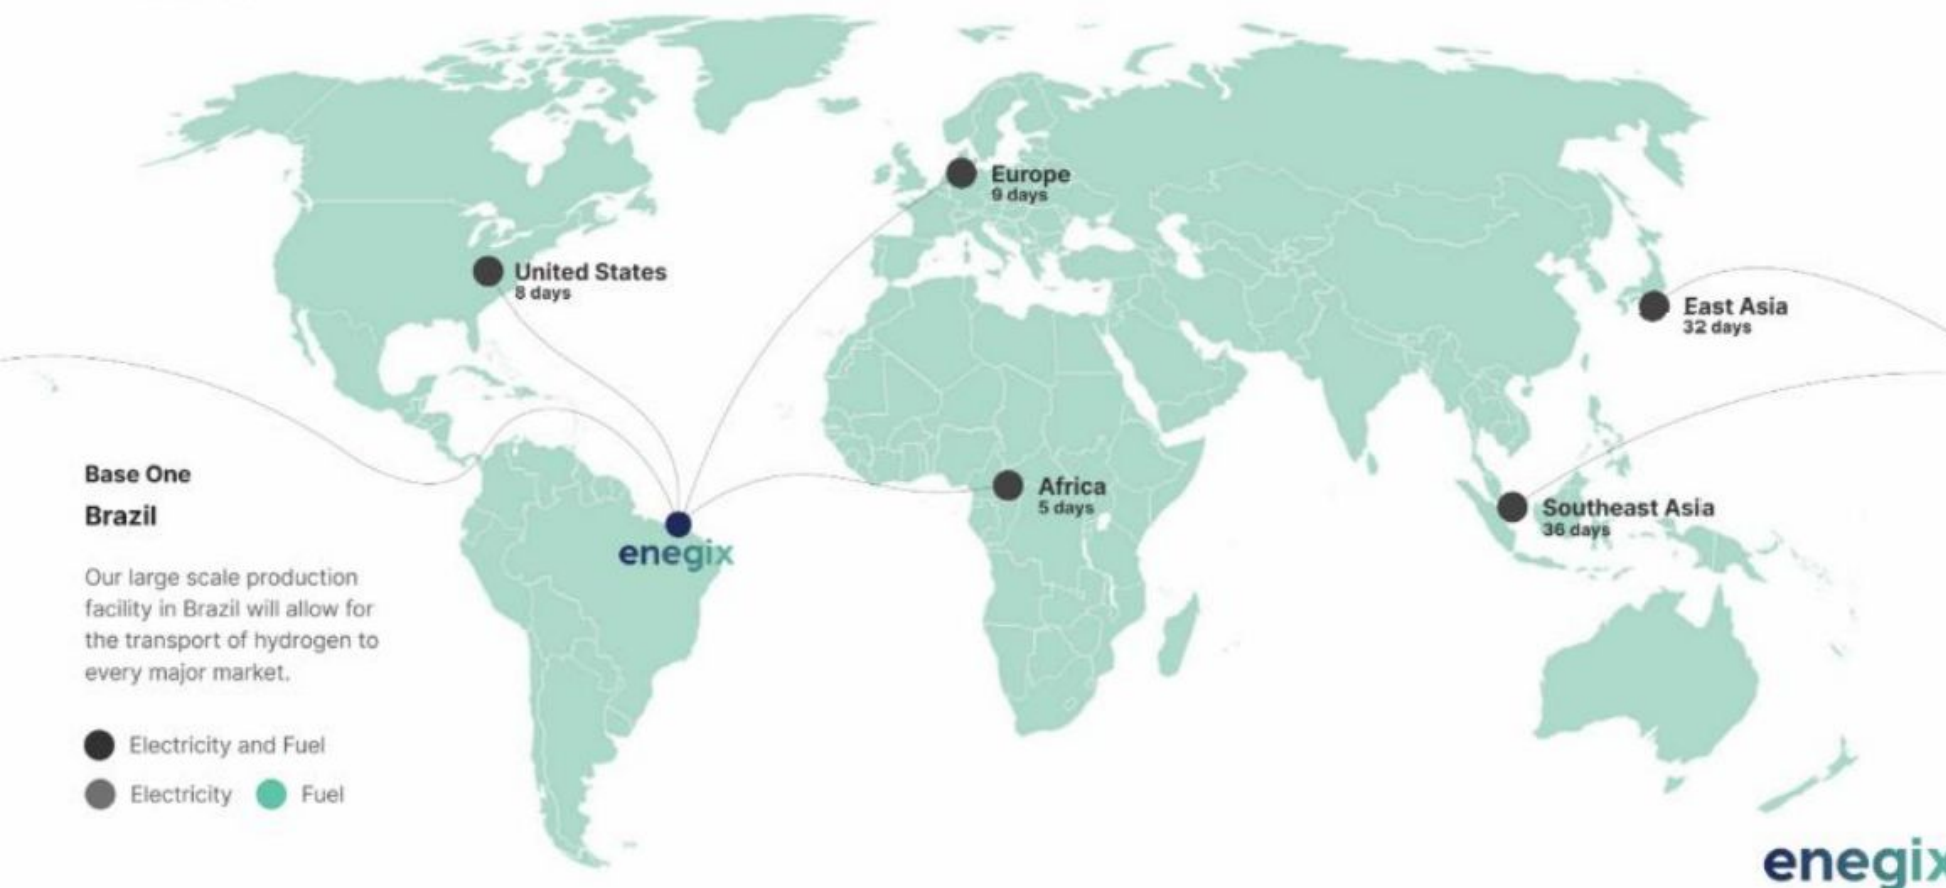 Europe
9 days
United States
8 days
East Asia
32 days
Base One
Brazil
Africa
5 days
Southeast Asia
36 days
enegix
Our large scale production
facility in Brazil will allow for
the transport of hydrogen to
every major market.
Electricity and Fuel
Electricity
Fuel
enegix